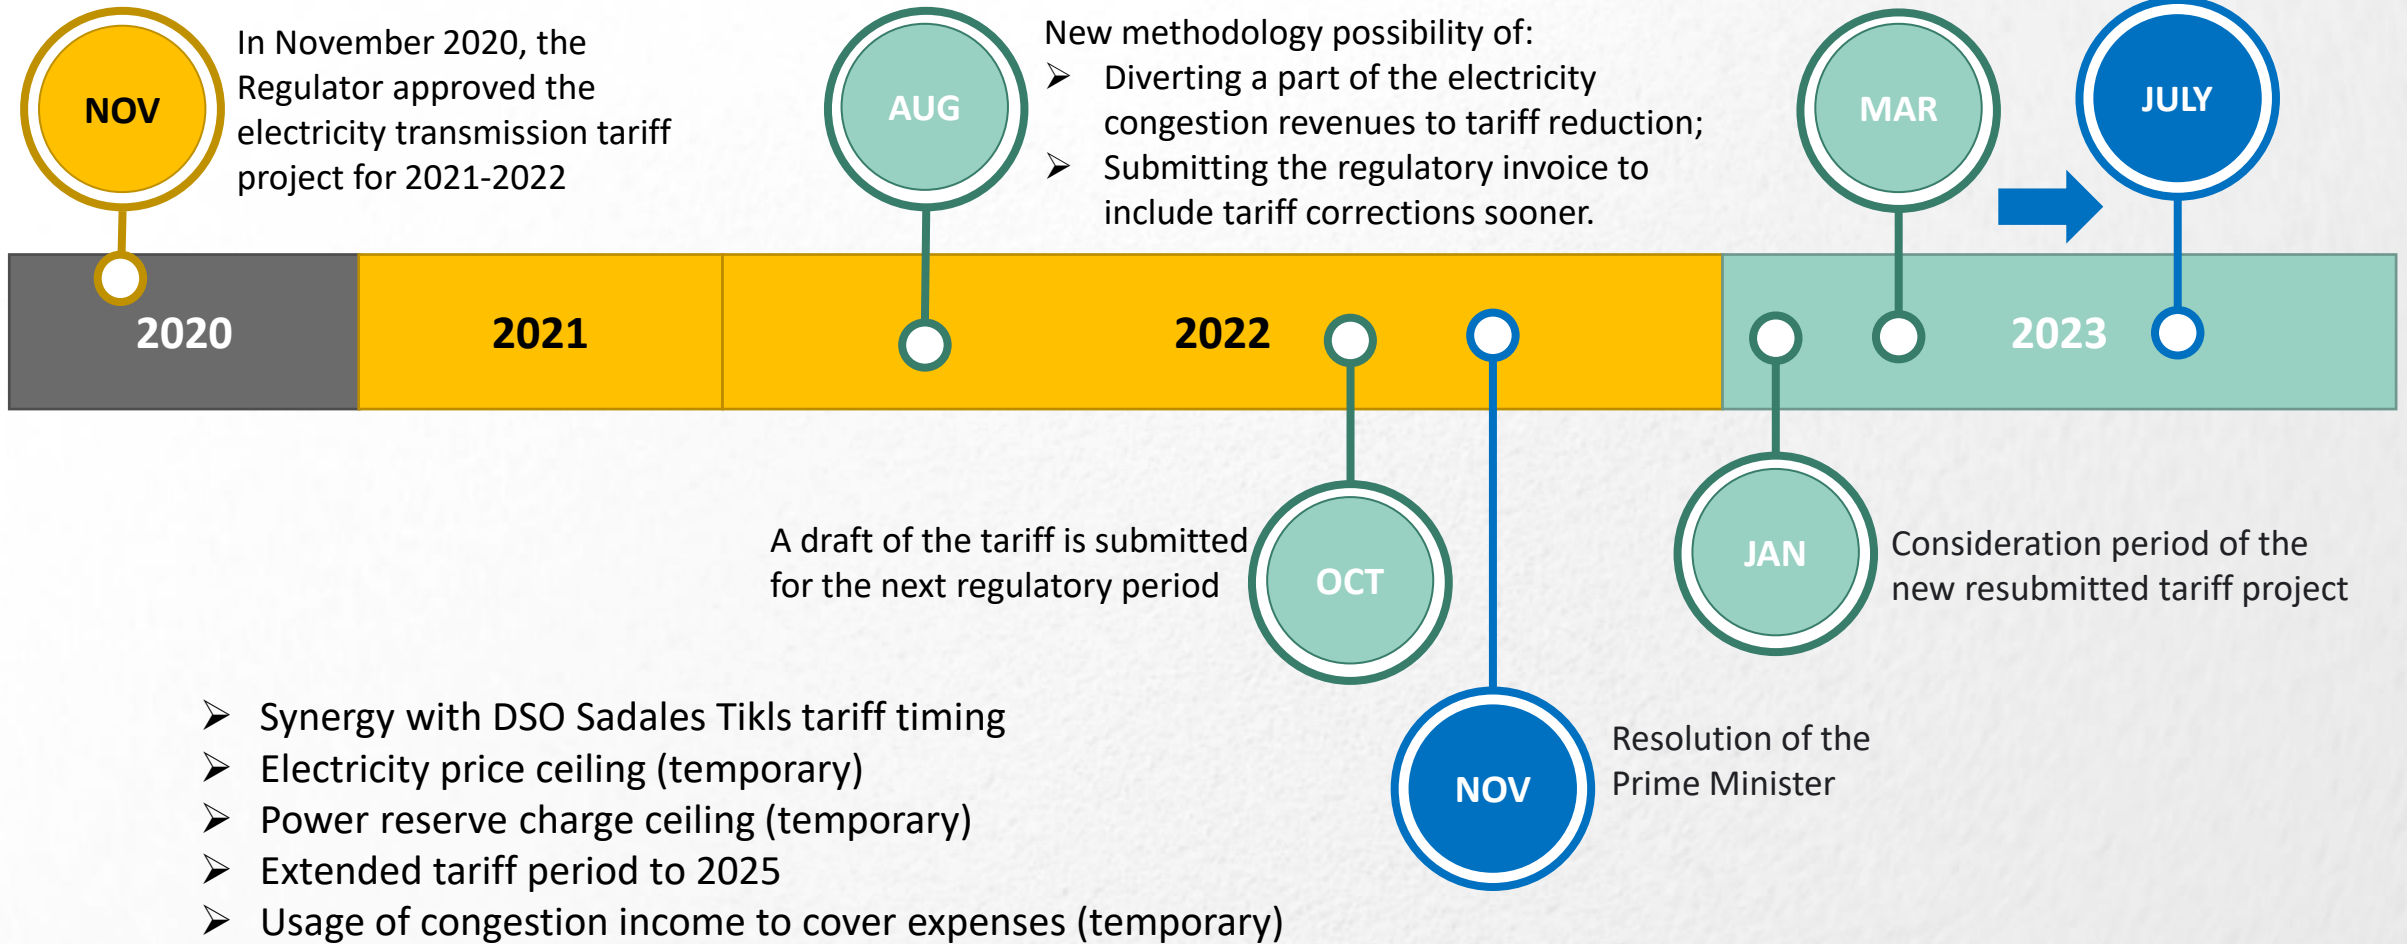 NOV
In November 2020, the
Regulator approved the
electricity transmission tariff
project for 2021-2022
AUG
New methodology possibility of:
➢ Diverting a part of the electricity
congestion revenues to tariff reduction;
➢ Submitting the regulatory invoice to
include tariff corrections sooner.
MAR
JULY
2020
2021
2022
2023
A draft of the tariff is submitted
for the next regulatory period
OCT
JAN
Consideration period of the
new resubmitted tariff project
NOV
Resolution of the
Prime Minister
➢ Synergy with DSO Sadales Tikls tariff timing
➢ Electricity price ceiling (temporary)
➢ Power reserve charge ceiling (temporary)
➢ Extended tariff period to 2025
➢ Usage of congestion income to cover expenses (temporary)